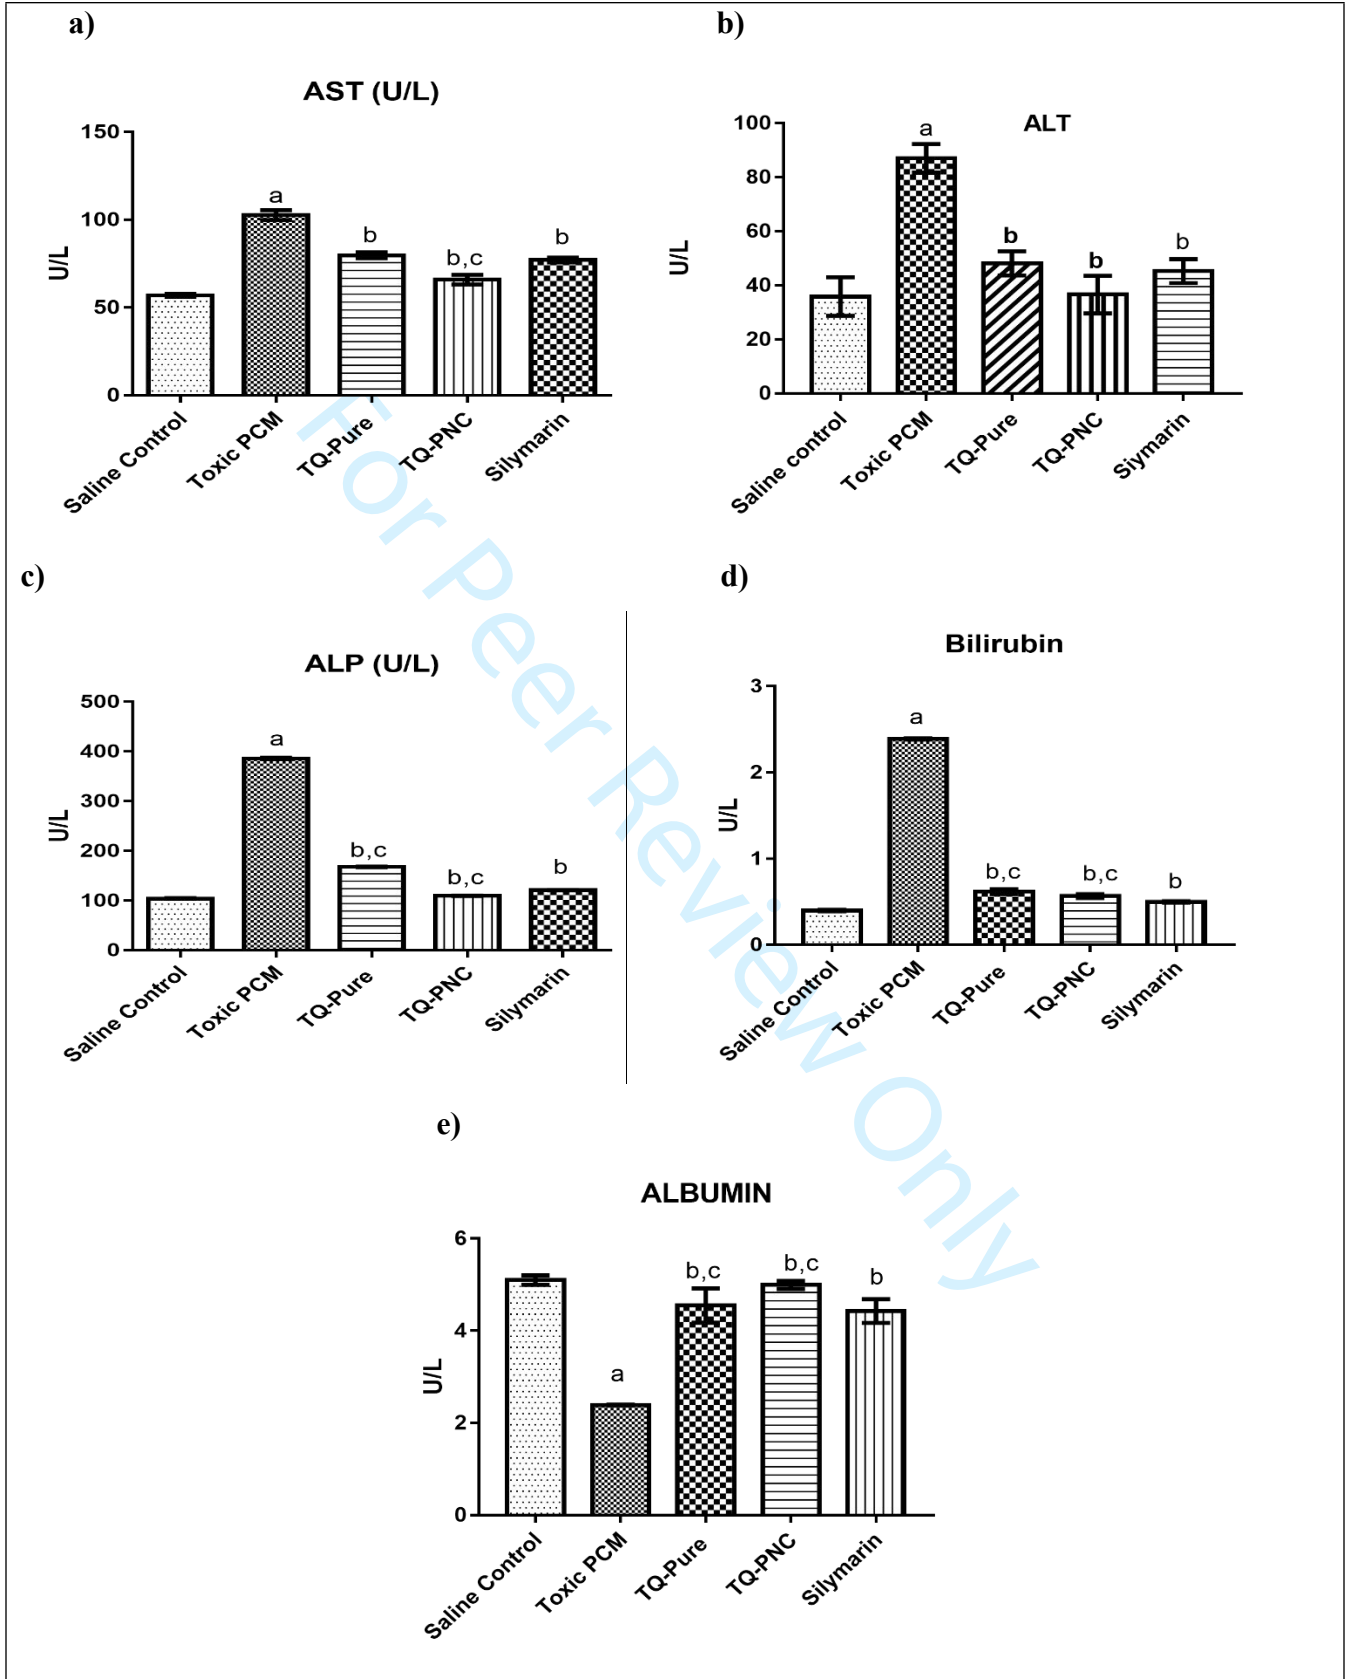 a)
AST (U/L)
150
100
50
0
U/L
a
b
b,c
b
Saline Control
Toxic PCM
TQ-Pure
TQ-PNC
Silymarin
b)
ALT
100
80
60
40
20
0
U/L
a
b
b
b
Saline control
Toxic PCM
TQ-Pure
TQ-PNC
Siymarin
c)
ALP (U/L)
500
400
300
200
100
0
U/L
a
b,c
b,c
b
Saline Control
Toxic PCM
TQ-Pure
TQ-PNC
Silymarin
d)
Bilirubin
3
2
1
0
U/L
a
b,c
b,c
b
Saline Control
Toxic PCM
TQ-Pure
TQ-PNC
Silymarin
e)
ALBUMIN
6
4
2
0
U/L
a
b,c
b,c
b
Saline Control
Toxic PCM
TQ-Pure
TQ-PNC
Silymarin
For Peer Review Only